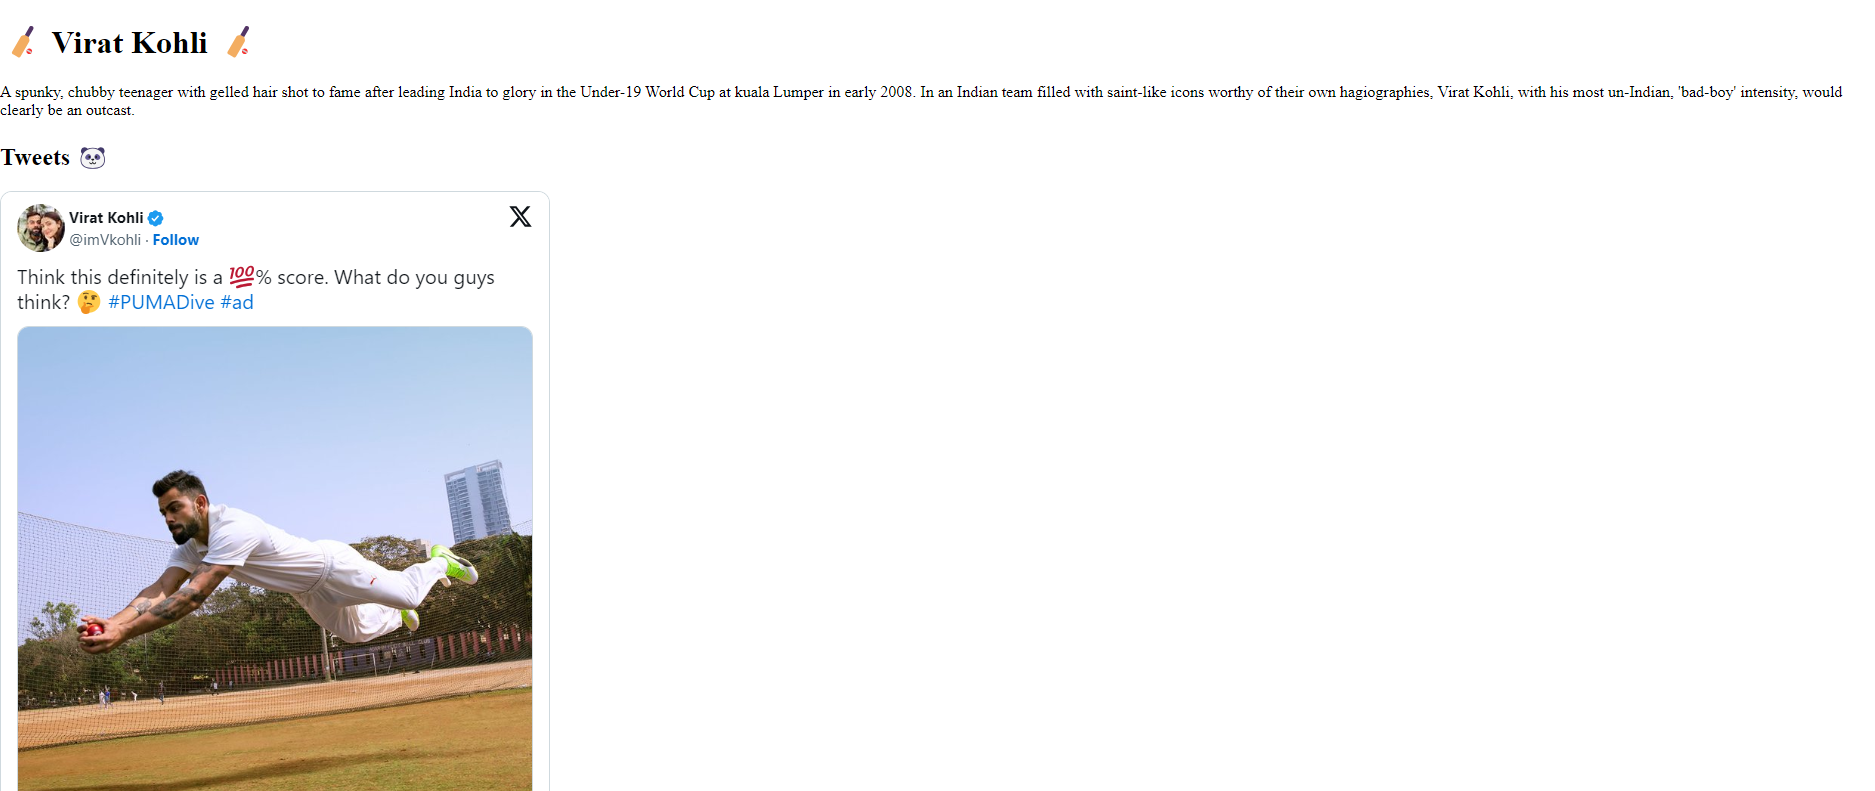 🏏 Virat Kohli 🏏
A spunky, chubby teenager with gelled hair shot to fame after leading India to glory in the Under-19 World Cup at kuala Lumper in early 2008. In an Indian team filled with saint-like icons worthy of their own hagiographies, Virat Kohli, with his most un-Indian, 'bad-boy' intensity, would
clearly be an outcast.
Tweets 🐼
Virat Kohli
@imVkohli · Follow
Think this definitely is a 💯% score. What do you guys
think? 🤔 #PUMADive #ad